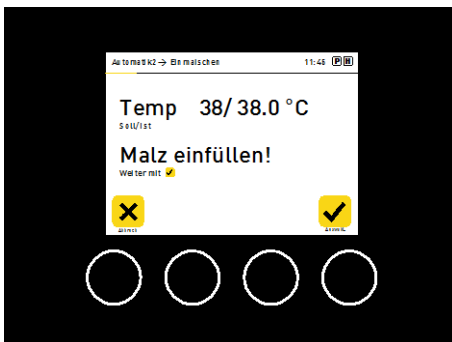 Automatik2 → Einmaischen 11:46 P H
Temp 38/ 38.0 °C
Soll/Ist
Malz einfüllen!
Weiter mit ✓